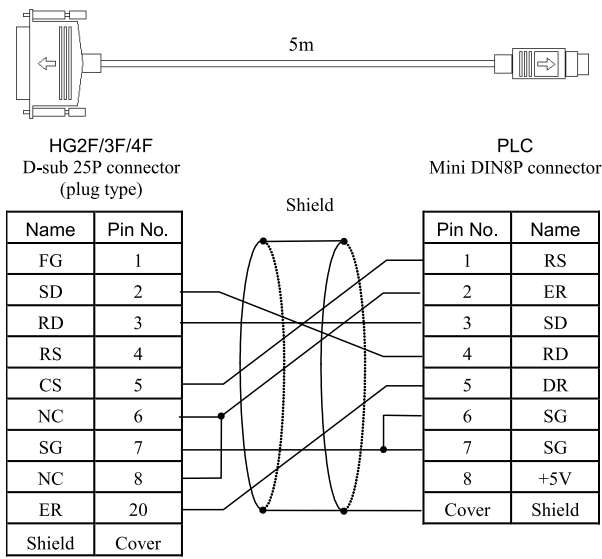 5m
HG2F/3F/4F
D-sub 25P connector
(plug type)
PLC
Mini DIN8P connector
Shield
Name Pin No.
FG 1
SD 2
RD 3
RS 4
CS 5
NC 6
SG 7
NC 8
ER 20
Shield Cover
Pin No. Name
1 RS
2 ER
3 SD
4 RD
5 DR
6 SG
7 SG
8 +5V
Cover Shield